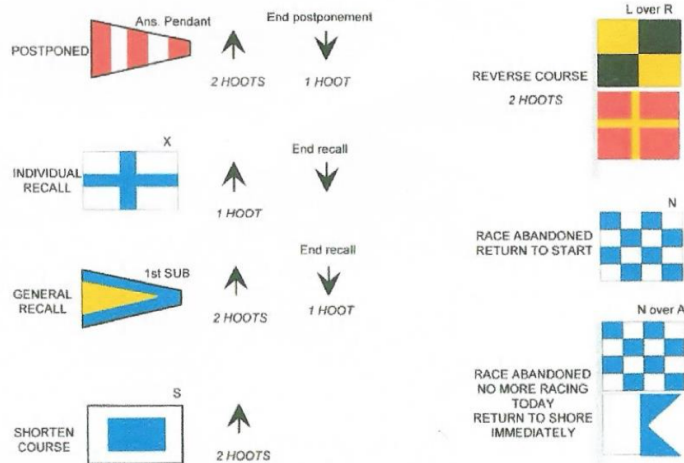 Ans. Pendant
End postponement
POSTPONED
2 HOOTS
1 HOOT
X
End recall
INDIVIDUAL
RECALL
1 HOOT
1st SUB
End recall
GENERAL
RECALL
2 HOOTS
1 HOOT
S
SHORTEN
COURSE
2 HOOTS
L over R
REVERSE COURSE
2 HOOTS
N
RACE ABANDONED
RETURN TO START
N over A
RACE ABANDONED
NO MORE RACING
TODAY
RETURN TO SHORE
IMMEDIATELY